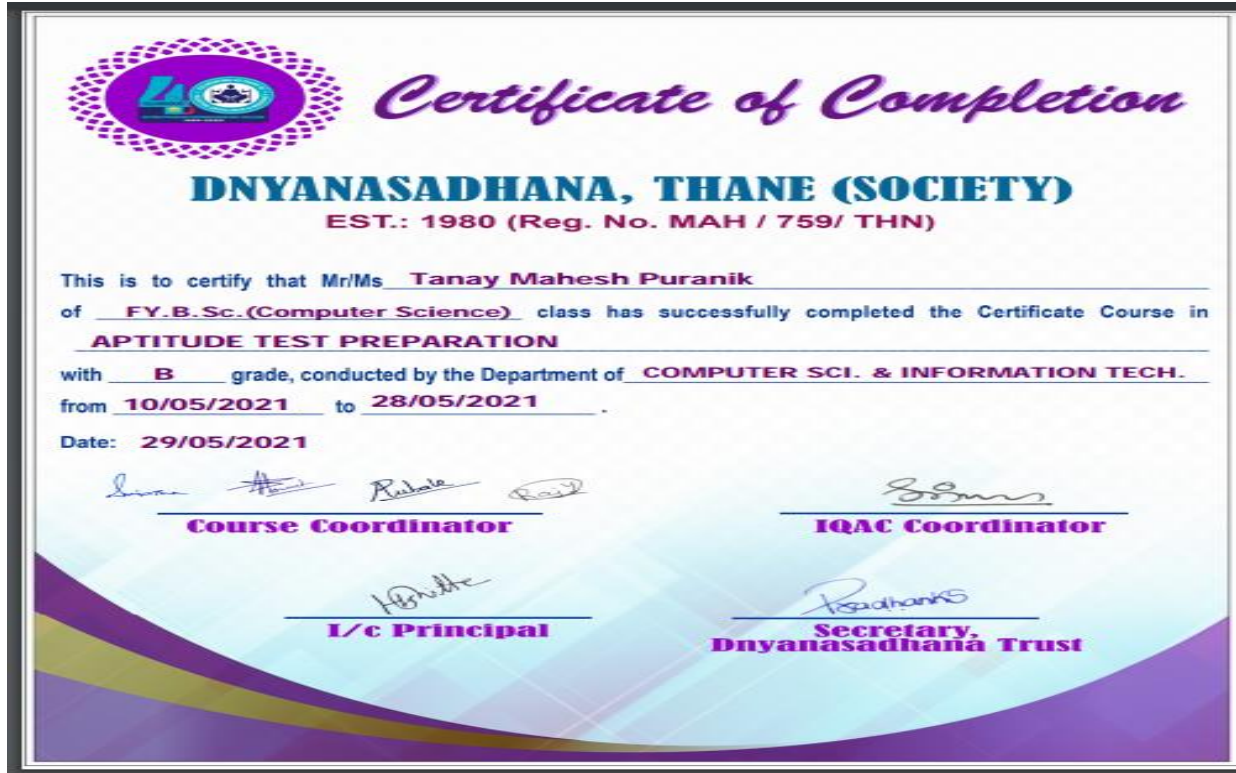 40
Certificate of Completion
DNYANASADHANA, THANE (SOCIETY)
EST.: 1980 (Reg. No. MAH / 759/ THN)
This is to certify that Mr/Ms Tanay Mahesh Puranik
of FY.B.Sc.(Computer Science) class has successfully completed the Certificate Course in
APTITUDE TEST PREPARATION
with B grade, conducted by the Department of COMPUTER SCI. & INFORMATION TECH.
from 10/05/2021 to 28/05/2021 .
Date: 29/05/2021
Course Coordinator IQAC Coordinator
I/c Principal Secretary,
Dnyanasadhana Trust